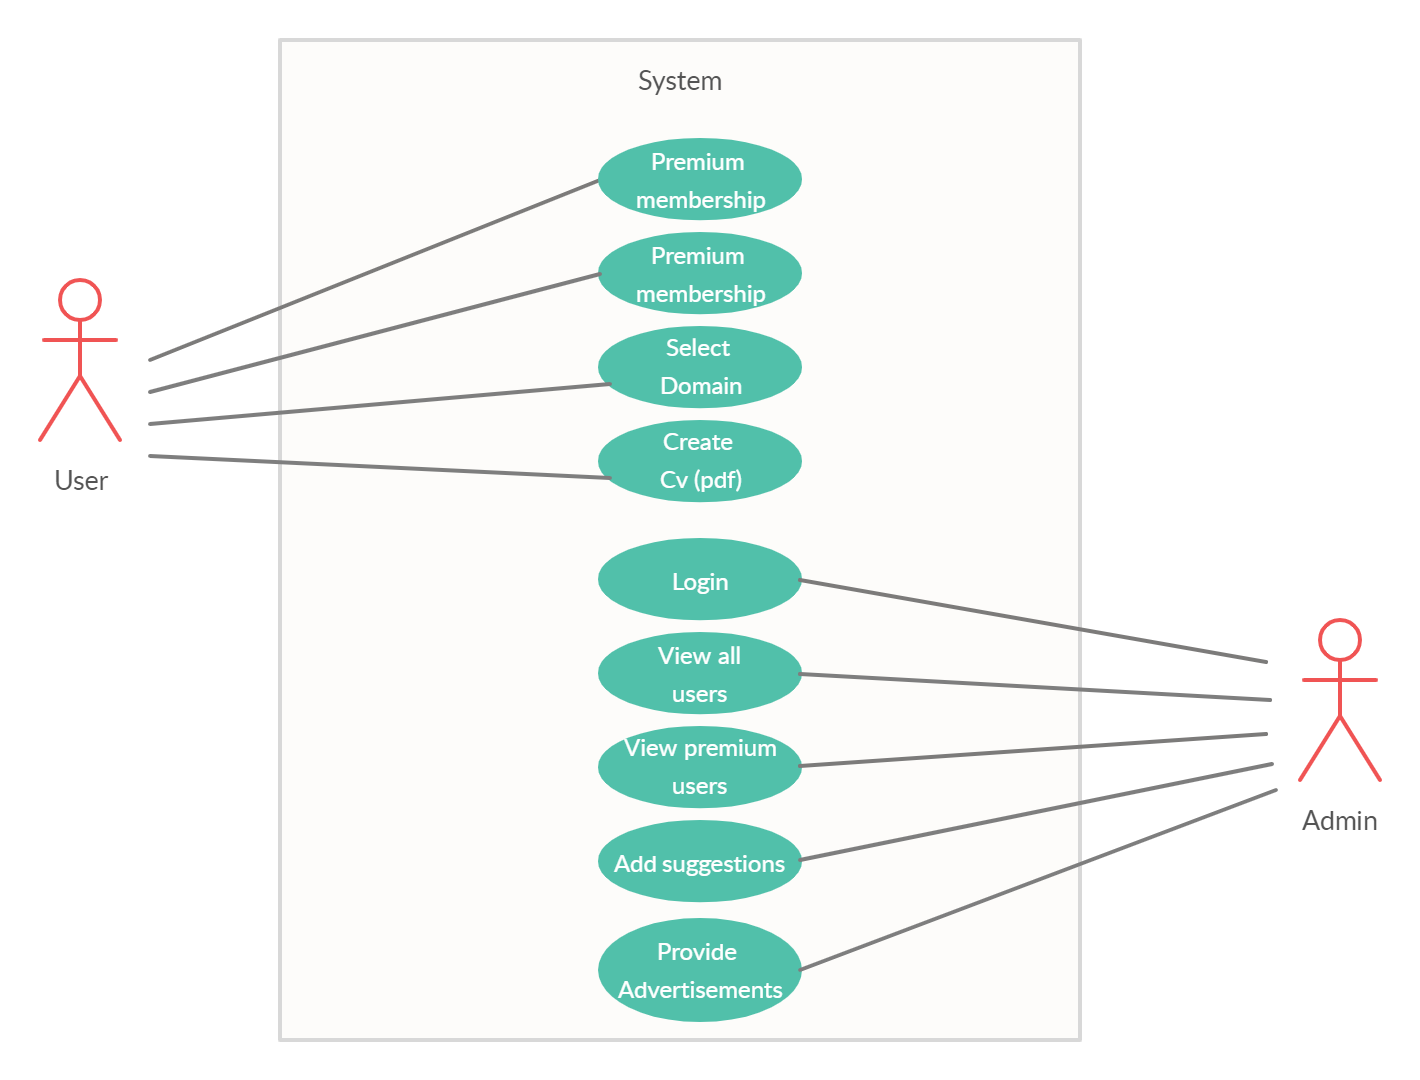 System
Premium
membership
Premium
membership
Select
Domain
Create
Cv (pdf)
User
Login
View all
users
View premium
users
Add suggestions
Admin
Provide
Advertisements